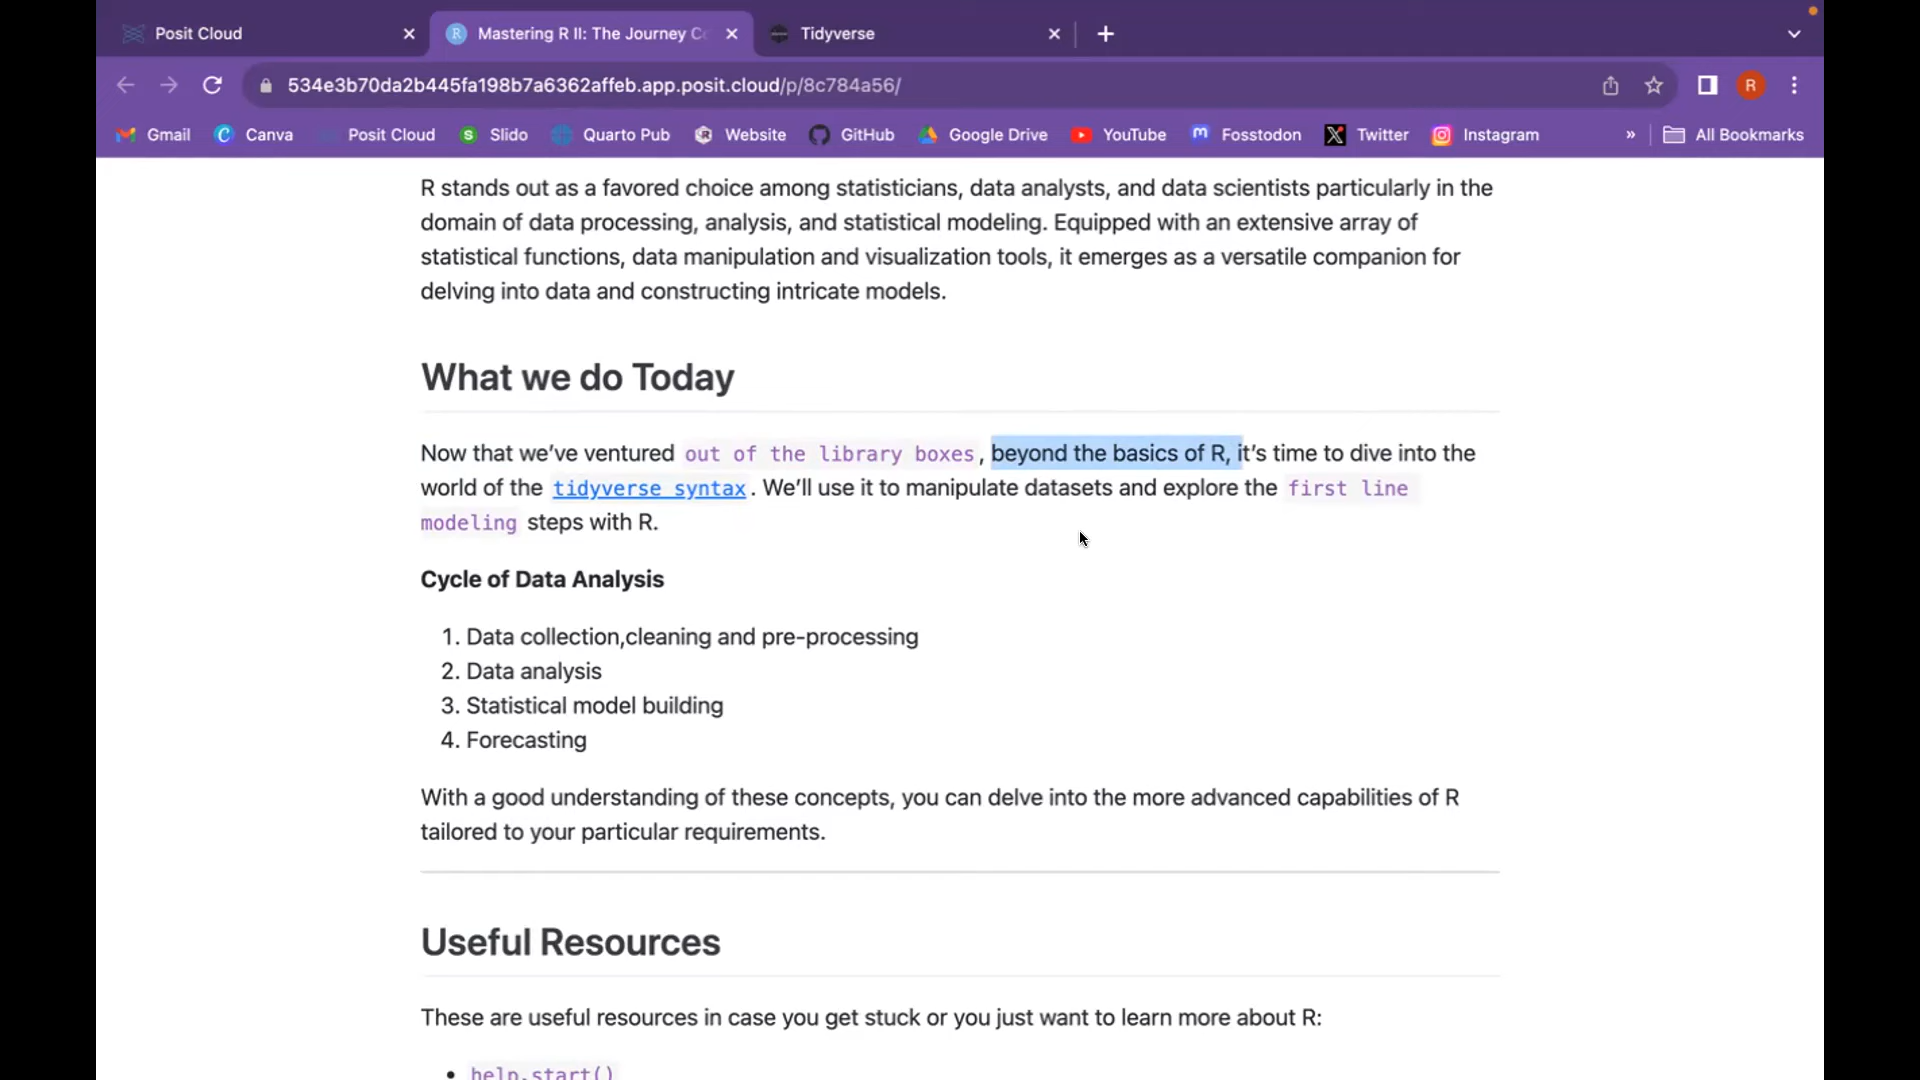 Posit Cloud
Mastering R II: The Journey Co
Tidyverse
534e3b70da2b445fa198b7a6362affeb.app.posit.cloud/p/8c784a56/
R
Gmail Canva Posit Cloud Slido Quarto Pub Website GitHub Google Drive YouTube Fosstodon Twitter Instagram » All Bookmarks
R stands out as a favored choice among statisticians, data analysts, and data scientists particularly in the
domain of data processing, analysis, and statistical modeling. Equipped with an extensive array of
statistical functions, data manipulation and visualization tools, it emerges as a versatile companion for
delving into data and constructing intricate models.
What we do Today
Now that we’ve ventured out of the library boxes, beyond the basics of R, it’s time to dive into the
world of the tidyverse syntax. We’ll use it to manipulate datasets and explore the first line
modeling steps with R.
Cycle of Data Analysis
1. Data collection,cleaning and pre-processing
2. Data analysis
3. Statistical model building
4. Forecasting
With a good understanding of these concepts, you can delve into the more advanced capabilities of R
tailored to your particular requirements.
Useful Resources
These are useful resources in case you get stuck or you just want to learn more about R:
• help.start()